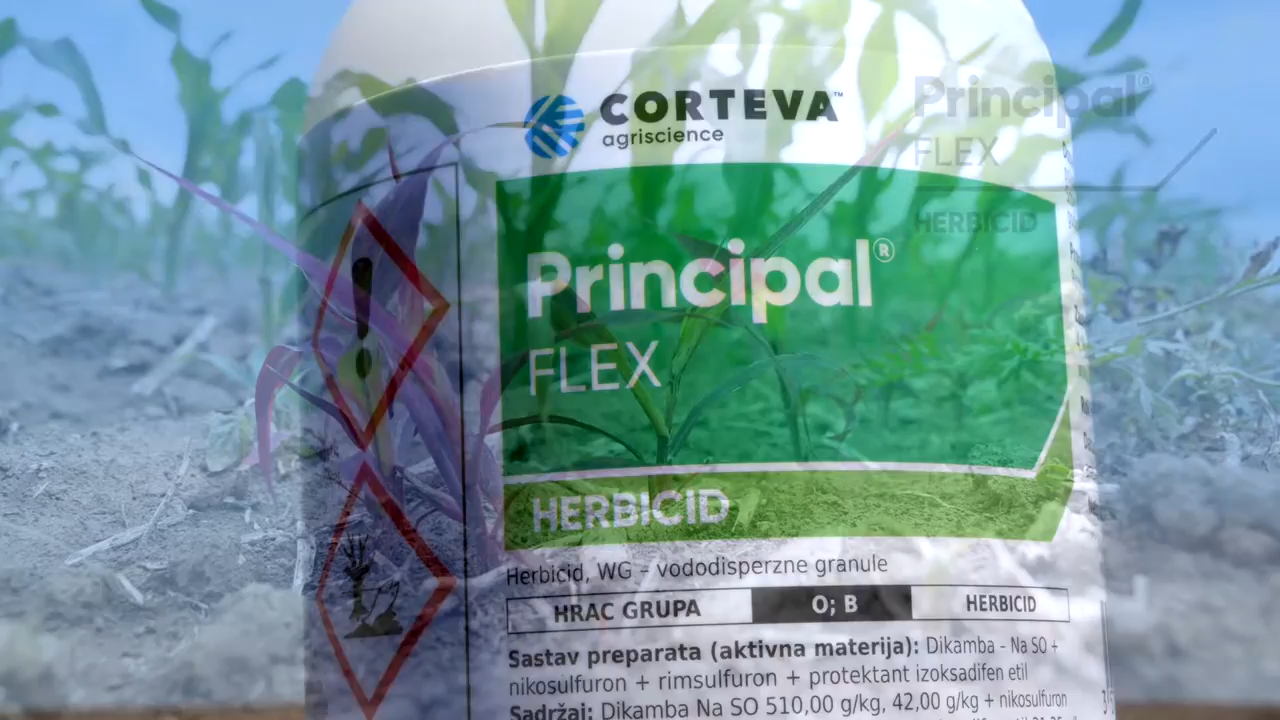 CORTEVA™
agriscience
Principal®
FLEX
HERBICID
Principal®
FLEX
HERBICID
Herbicid, WG – vododisperzne granule
HRAC GRUPA O; B HERBICID
Sastav preparata (aktivna materija): Dikamba - Na SO +
nikosulfuron + rimsulfuron + protektant izoksadifen etil
Sadržaj: Dikamba Na SO 510,00 g/kg, 42,00 g/kg + nikosulfuron